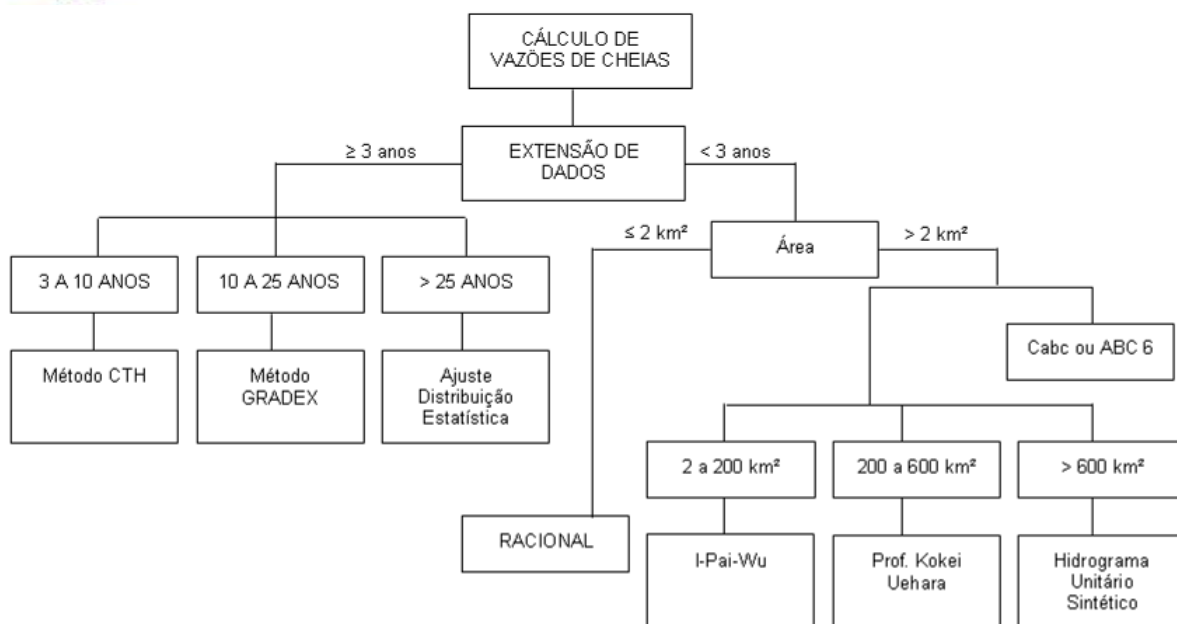 CÁLCULO DE
VAZÕES DE CHEIAS
≥ 3 anos
EXTENSÃO DE
DADOS
< 3 anos
≤ 2 km²
Área
> 2 km²
3 A 10 ANOS
10 A 25 ANOS
> 25 ANOS
Cabc ou ABC 6
Método CTH
Método
GRADEX
Ajuste
Distribuição
Estatística
2 a 200 km²
200 a 600 km²
> 600 km²
RACIONAL
I-Pai-Wu
Prof. Kokei
Uehara
Hidrograma
Unitário
Sintético